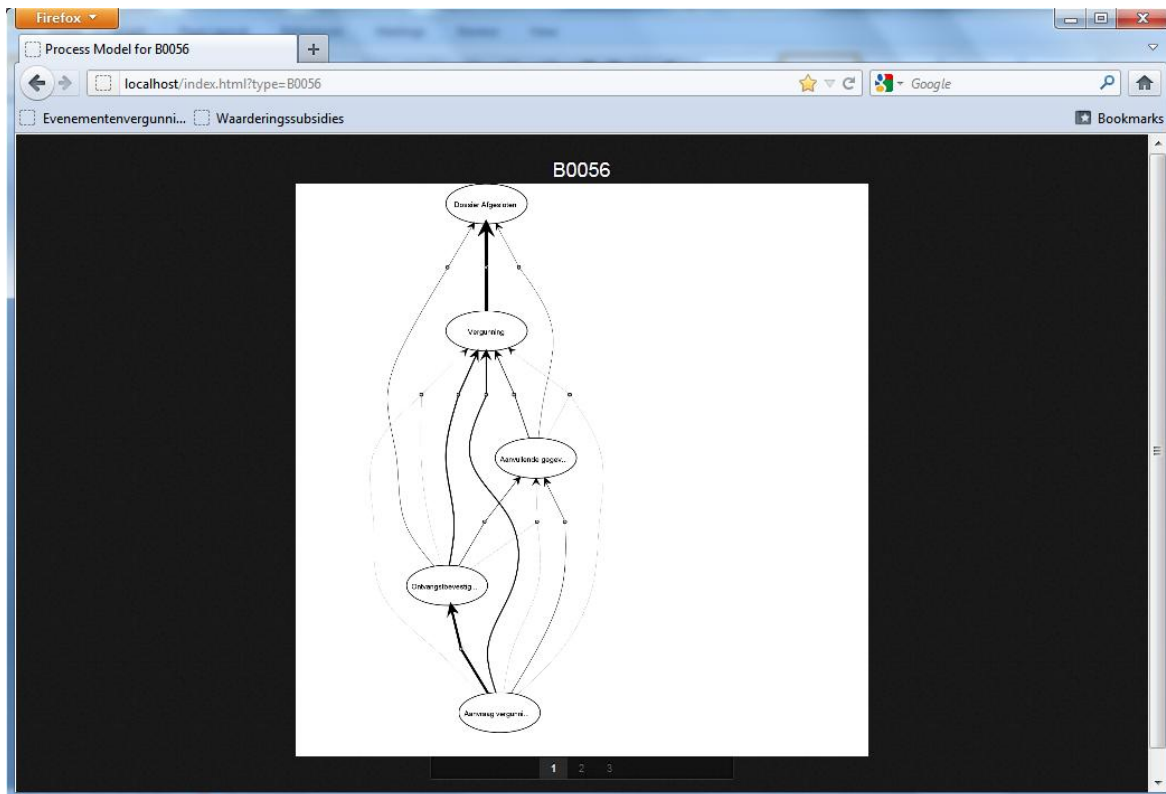 Firefox
Process Model for B0056
localhost/index.html?type=B0056
Google
Evenementenvergunni... Waarderingssubsidies
Bookmarks
B0056
Dossier Afgesloten
Vergunning
Aanvullende gegev...
Ontvangstbevestig...
Aanvraag vergunni...
1 2 3